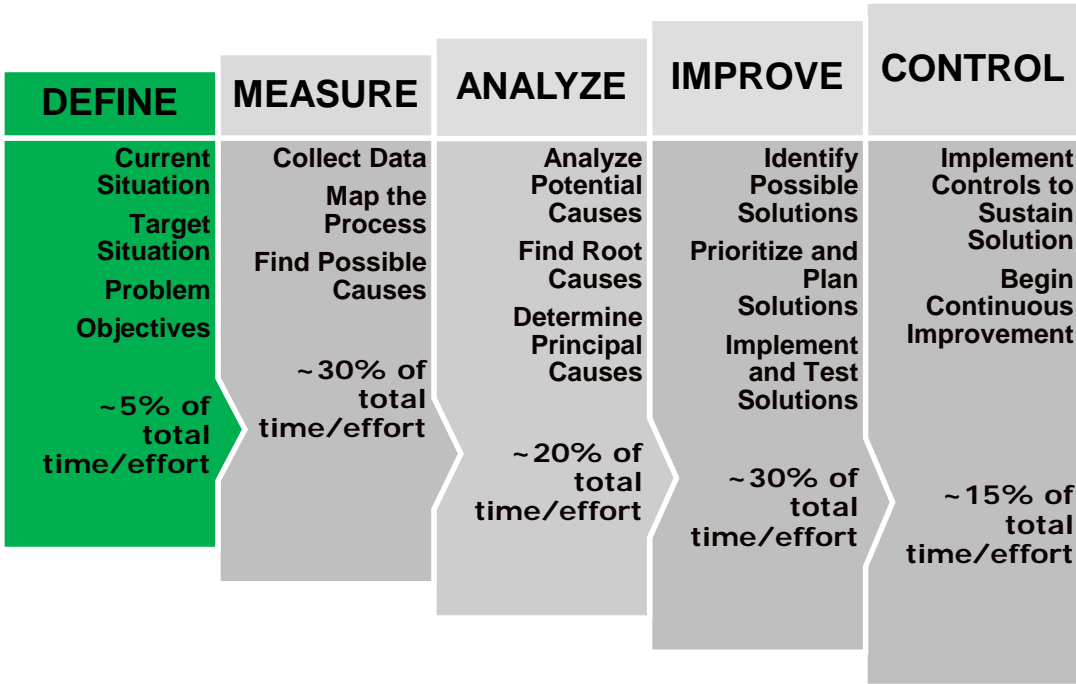 DEFINE
Current
Situation
Target
Situation
Problem
Objectives
~5% of
total
time/effort
MEASURE
Collect Data
Map the
Process
Find Possible
Causes
~30% of
total
time/effort
ANALYZE
Analyze
Potential
Causes
Find Root
Causes
Determine
Principal
Causes
~20% of
total
time/effort
IMPROVE
Identify
Possible
Solutions
Prioritize and
Plan
Solutions
Implement
and Test
Solutions
~30% of
total
time/effort
CONTROL
Implement
Controls to
Sustain
Solution
Begin
Continuous
Improvement
~15% of
total
time/effort